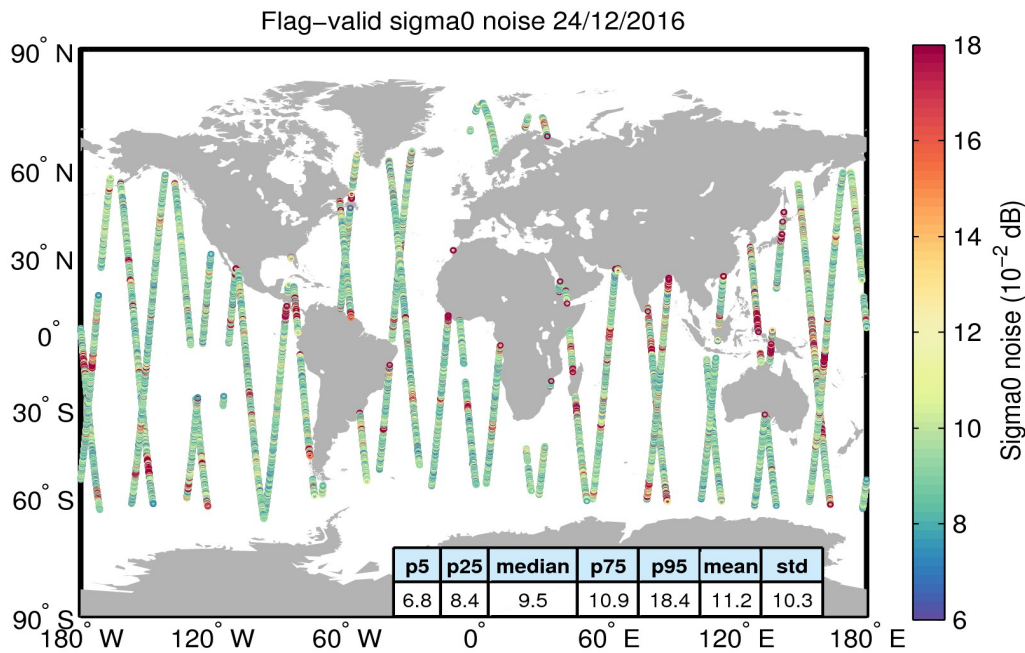 Flag−valid sigma0 noise 24/12/2016
90° N
60° N
30° N
0°
30° S
60° S
90° S
180° W
120° W
60° W
0°
60° E
120° E
180° E
p5 p25 median p75 p95 mean std
6.8 8.4 9.5 10.9 18.4 11.2 10.3
18
16
14
12
10
8
6
Sigma0 noise (10⁻² dB)